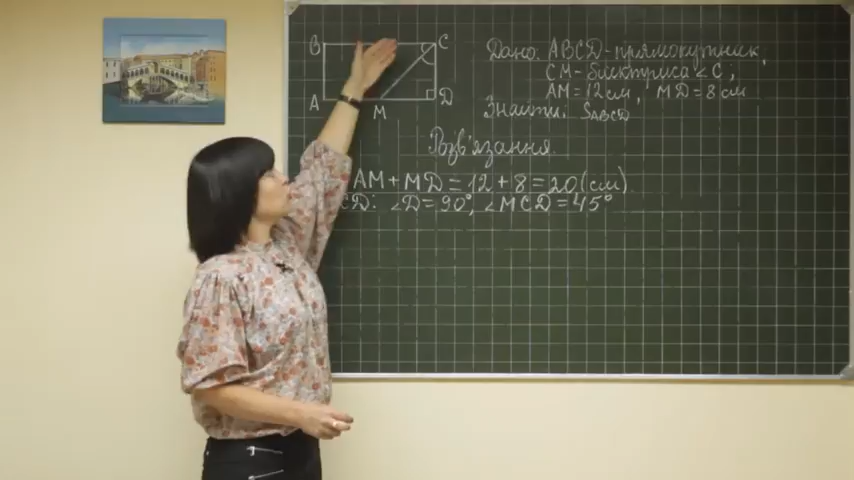 B C
A M D
Дано: ABCD - прямокутник,
CM - бісектриса ∠C;
AM = 12 см, MD = 8 см
Знайти: SABCD
Розв'язання.
AM + MD = 12 + 8 = 20 (см)
CD: ∠D = 90°, ∠MCD = 45°